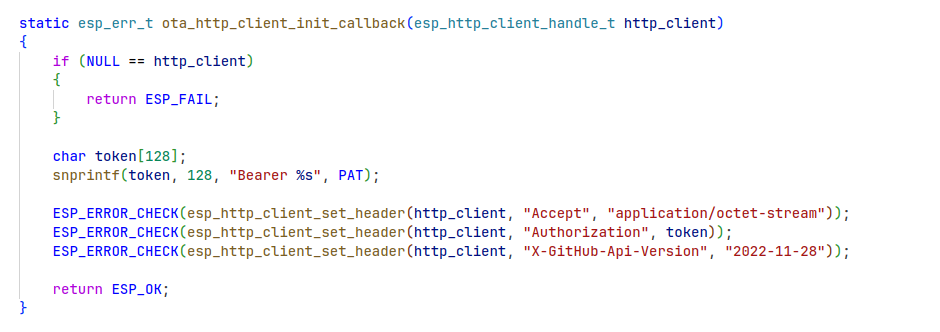 static esp_err_t ota_http_client_init_callback(esp_http_client_handle_t http_client)
{
    if (NULL == http_client)
    {
        return ESP_FAIL;
    }

    char token[128];
    snprintf(token, 128, "Bearer %s", PAT);

    ESP_ERROR_CHECK(esp_http_client_set_header(http_client, "Accept", "application/octet-stream"));
    ESP_ERROR_CHECK(esp_http_client_set_header(http_client, "Authorization", token));
    ESP_ERROR_CHECK(esp_http_client_set_header(http_client, "X-GitHub-Api-Version", "2022-11-28"));

    return ESP_OK;
}